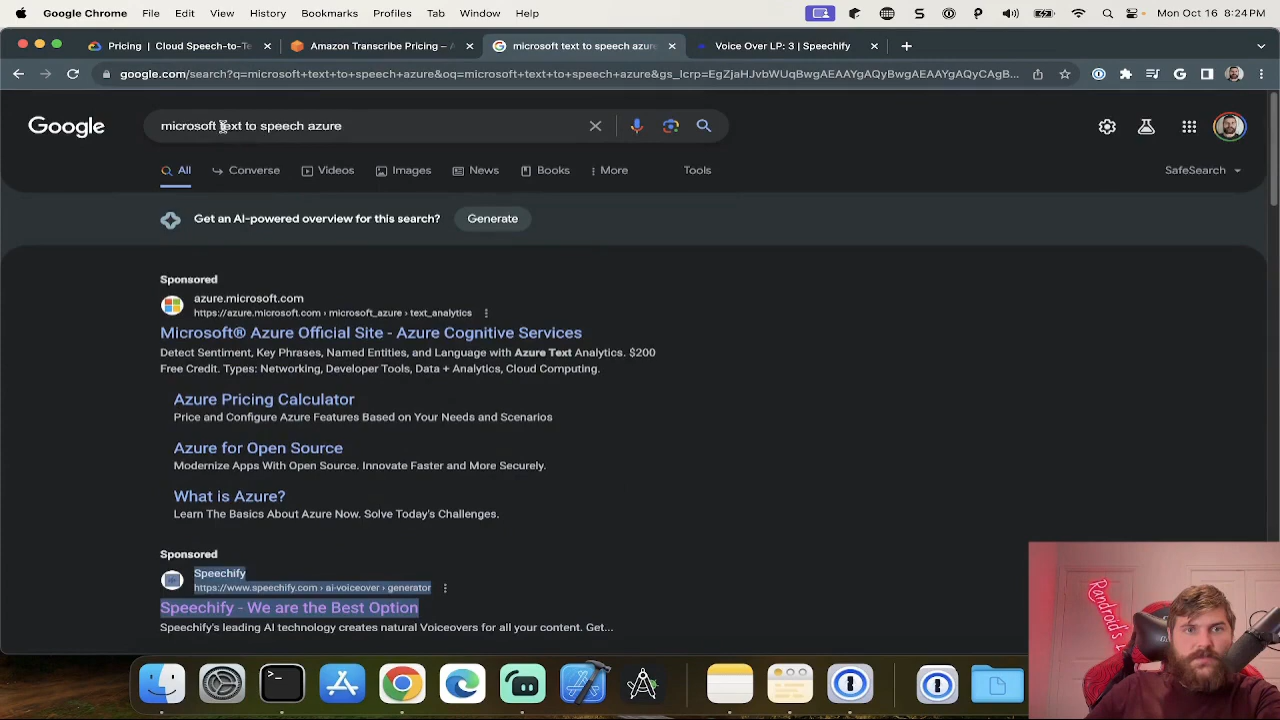 Google Chrome File Edit View History Bookmarks Profiles Tab Window Help Mon Oct 16 8:24PM
Pricing | Cloud Speech-to-Te Amazon Transcribe Pricing – A microsoft text to speech azure Voice Over LP: 3 | Speechify
google.com/search?q=microsoft+text+to+speech+azure&oq=microsoft+text+to+speech+azure&gs_lcrp=EgZjaHJvbWUqBwgAEAAYgAQyBwgAEAAYgAQyCAgB...
Google microsoft text to speech azure
All Converse Videos Images News Books More Tools SafeSearch
Get an AI-powered overview for this search? Generate
Sponsored
azure.microsoft.com
https://azure.microsoft.com › microsoft_azure › text_analytics
Microsoft® Azure Official Site - Azure Cognitive Services
Detect Sentiment, Key Phrases, Named Entities, and Language with Azure Text Analytics. $200
Free Credit. Types: Networking, Developer Tools, Data + Analytics, Cloud Computing.
Azure Pricing Calculator
Price and Configure Azure Features Based on Your Needs and Scenarios
Azure for Open Source
Modernize Apps With Open Source. Innovate Faster and More Securely.
What is Azure?
Learn The Basics About Azure Now. Solve Today's Challenges.
Sponsored
Speechify
https://www.speechify.com › ai-voiceover › generator
Speechify - We are the Best Option
Speechify's leading AI technology creates natural Voiceovers for all your content. Get...
Randroid's